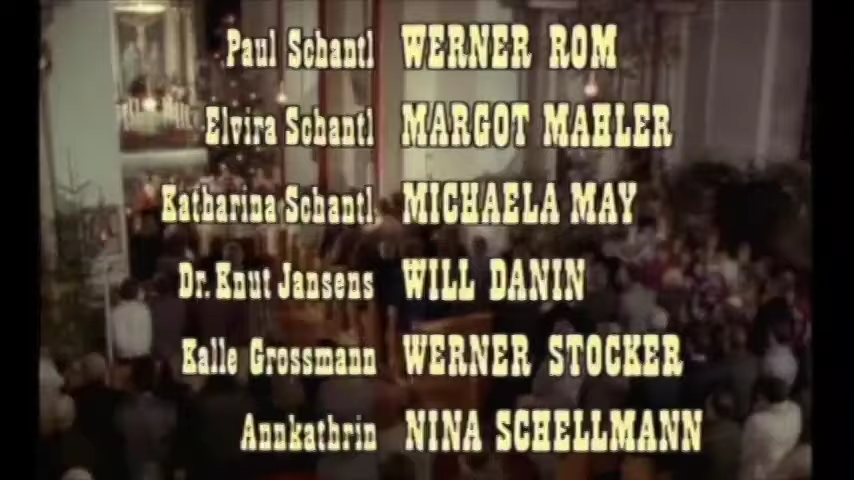 Paul Schantl WERNER ROM
Elvira Schantl MARGOT MAHLER
Katharina Schantl MICHAELA MAY
Dr. Knut Jansens WILL DANIN
Kalle Grossmann WERNER STOCKER
Annkathrin NINA SCHELLMANN